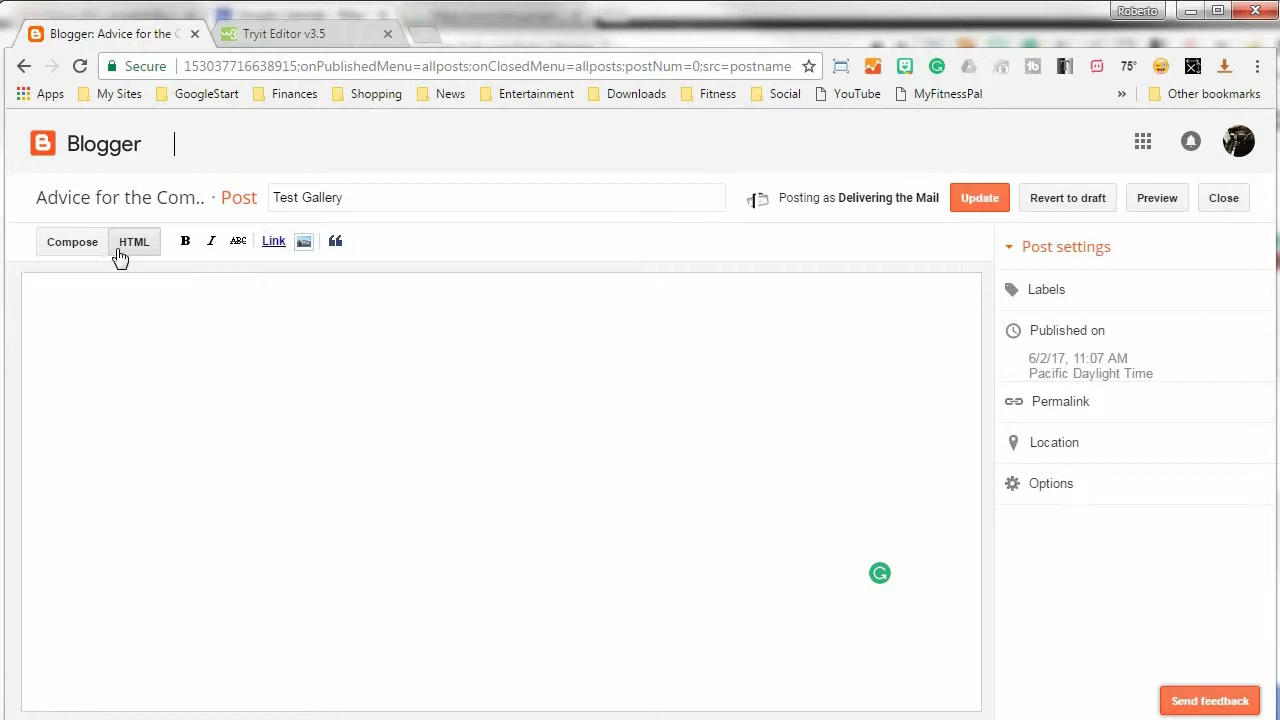 Roberto
Blogger: Advice for the C
Tryit Editor v3.5
Secure
153037716638915;onPublishedMenu=allposts;onClosedMenu=allposts;postNum=0;src=postname
75°
Apps
My Sites
GoogleStart
Finances
Shopping
News
Entertainment
Downloads
Fitne
Social
YouTube
MyFitnessPal
»
Other bookmarks
Blogger
Advice for the Com.. · Post
Test Gallery
Posting as Delivering the Mail
Update
Revert to draft
Preview
Close
Compose
HTML
B
I
ABC
Link
Post settings
Labels
Published on
6/2/17, 11:07 AM
Pacific Daylight Time
Permalink
Location
Options
Send feedback